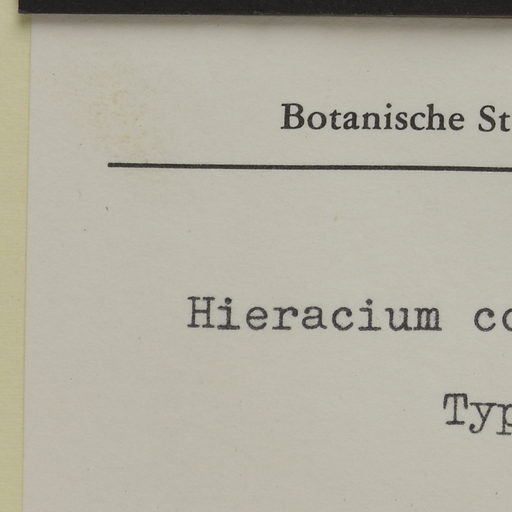 Botanische St
Hieracium co
Typ